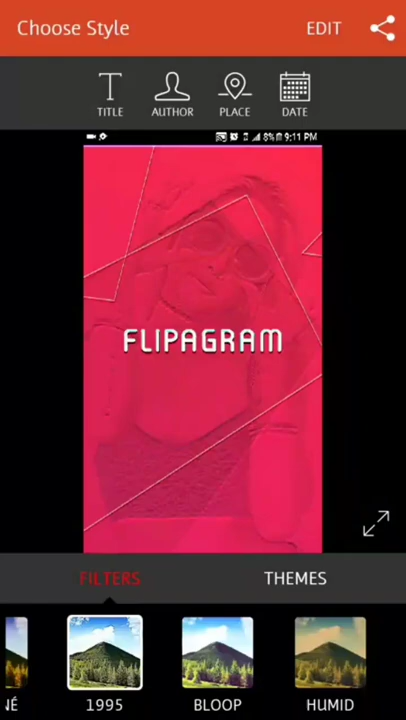 Choose Style EDIT
TITLE AUTHOR PLACE DATE
8% 9:11 PM
FLIPAGRAM
FILTERS THEMES
NÉ 1995 BLOOP HUMID